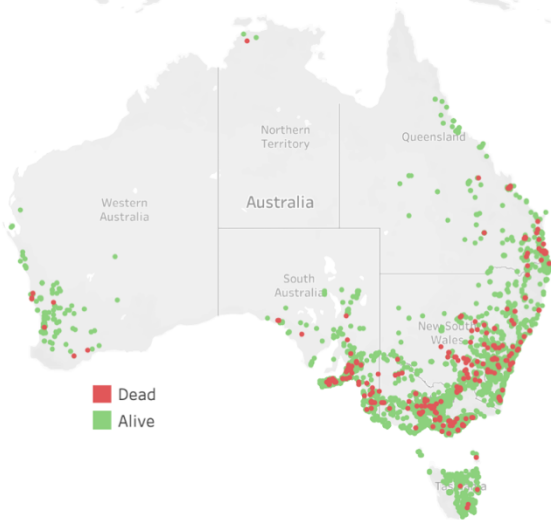 Northern
Territory
Queensland
Western
Australia
Australia
South
Australia
New South
Wales
Dead
Alive